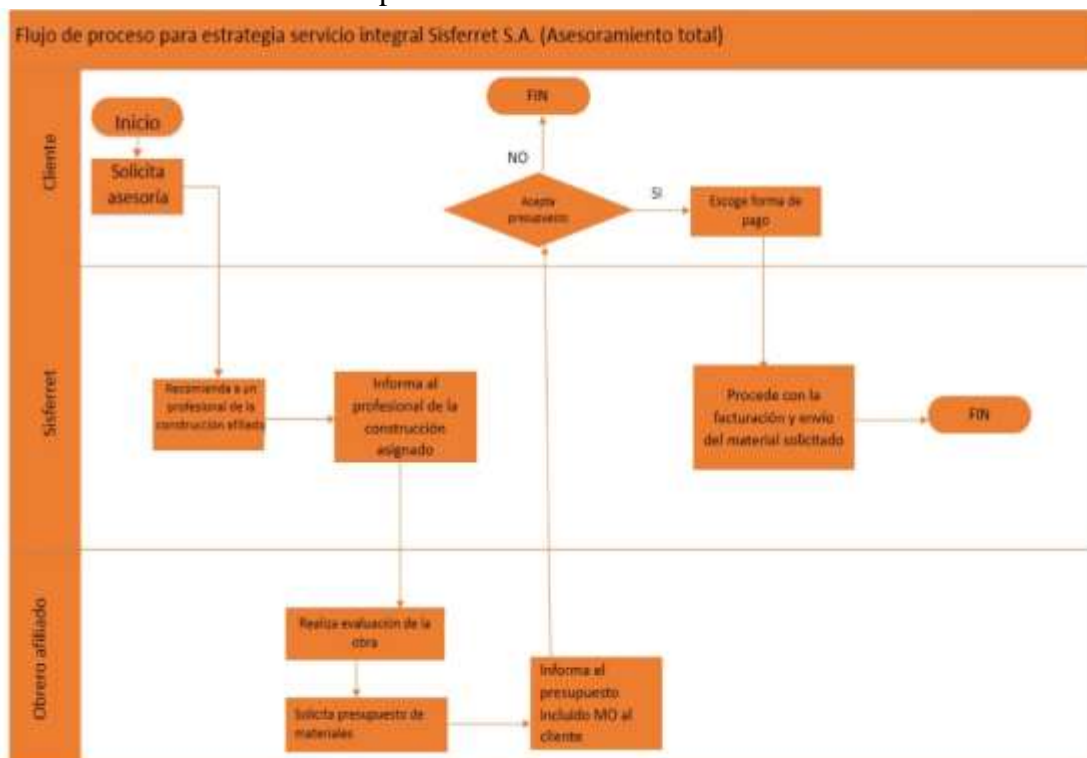 Flujo de proceso para estrategia servicio integral Sisferret S.A. (Asesoramiento total)
Cliente
Inicio
Solicita
asesoría
FIN
NO
Acepta
presupuesto
SI
Escoge forma de
pago
Sisferret
Recomienda a un
profesional de la
construcción afiliado
Informa al
profesional de la
construcción
asignado
Procede con la
facturación y envío
del material solicitado
FIN
Obrero afiliado
Realiza evaluación de la
obra
Solicita presupuesto de
materiales
Informa el
presupuesto
incluido MO al
cliente